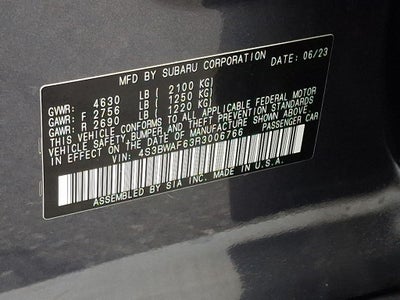 MFD BY SUBARU CORPORATION DATE: 06/23
GVWR: 4630 LB ( 2100 KG)
GAWR: F 2756 LB ( 1250 KG)
GAWR: R 2690 LB ( 1220 KG)
THIS VEHICLE CONFORMS TO ALL APPLICABLE FEDERAL MOTOR
VEHICLE SAFETY, BUMPER AND THEFT PREVENTION STANDARDS
IN EFFECT ON THE DATE OF MANUFACTURE SHOWN ABOVE.
VIN: 4S3BWAF63R3006766 PASSENGER CAR
ASSEMBLED BY SIA INC. MADE IN U.S.A.